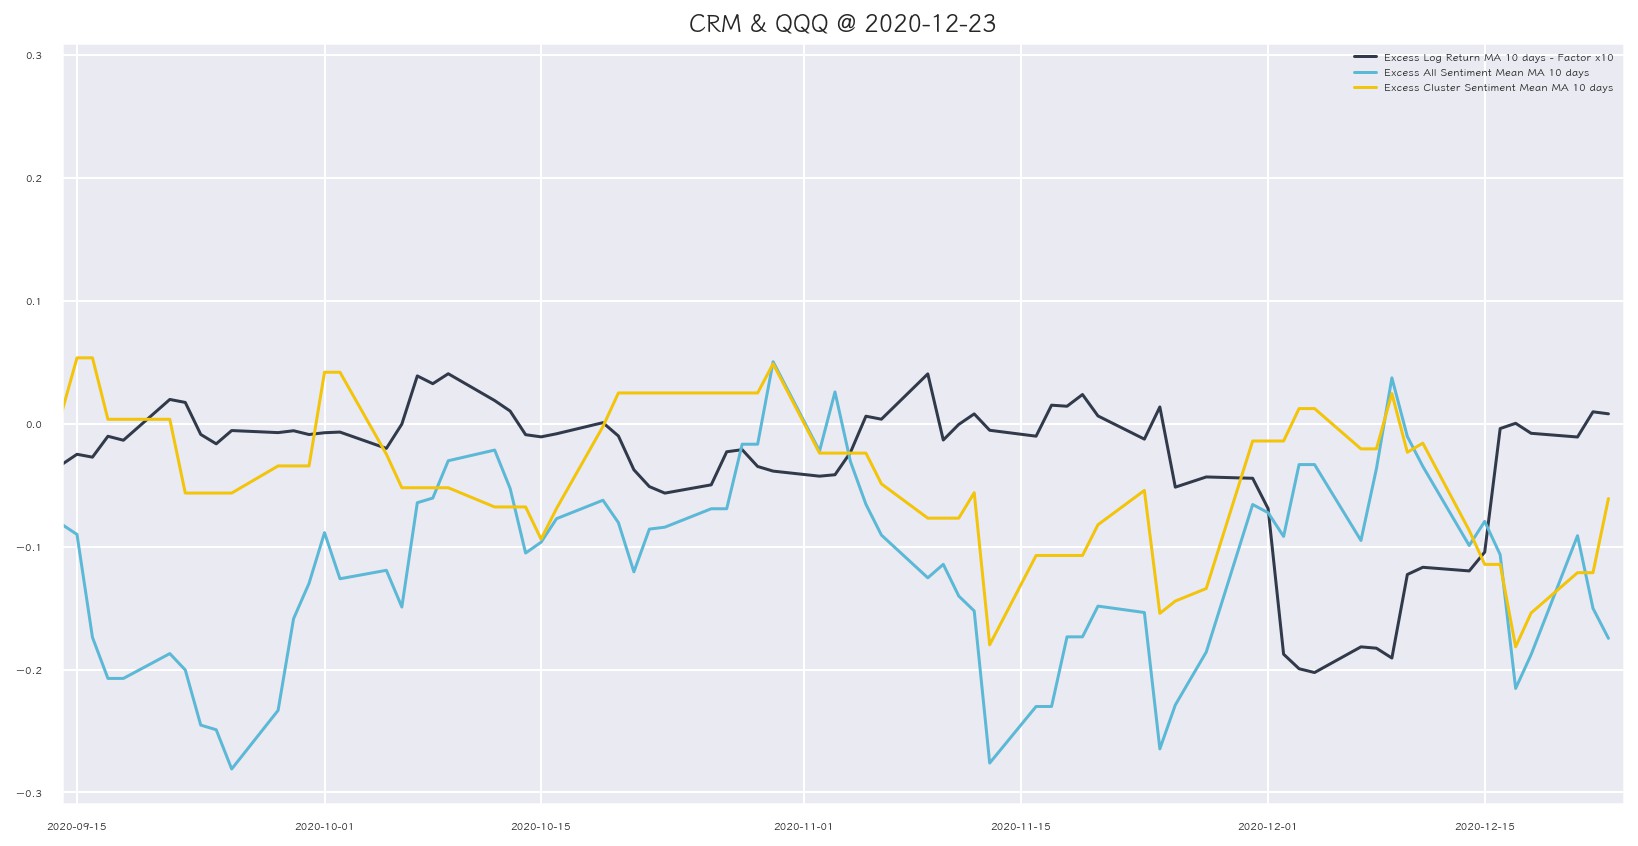 CRM & QQQ @ 2020-12-23
Excess Log Return MA 10 days - Factor x10
Excess All Sentiment Mean MA 10 days
Excess Cluster Sentiment Mean MA 10 days
0.3
0.2
0.1
0.0
−0.1
−0.2
−0.3
2020-09-15 2020-10-01 2020-10-15 2020-11-01 2020-11-15 2020-12-01 2020-12-15